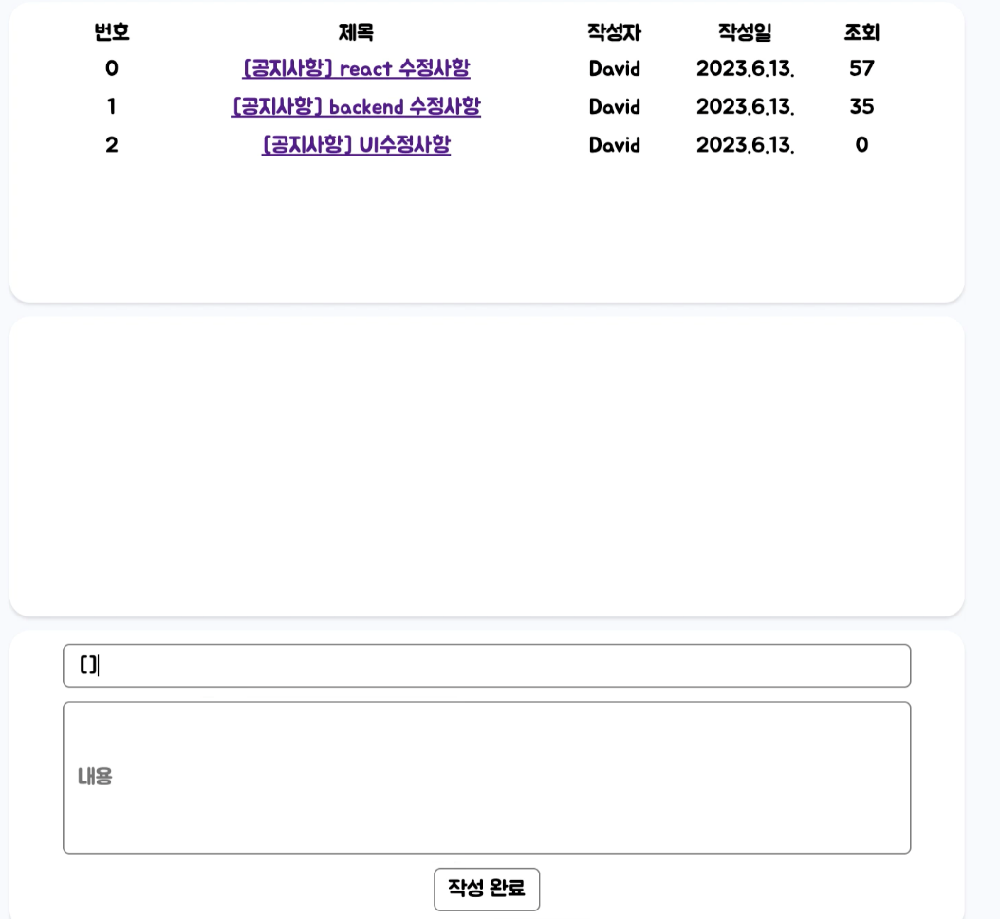 번호 제목 작성자 작성일 조회
0 [공지사항] react 수정사항 David 2023.6.13. 57
1 [공지사항] backend 수정사항 David 2023.6.13. 35
2 [공지사항] UI수정사항 David 2023.6.13. 0
[]
내용
작성 완료